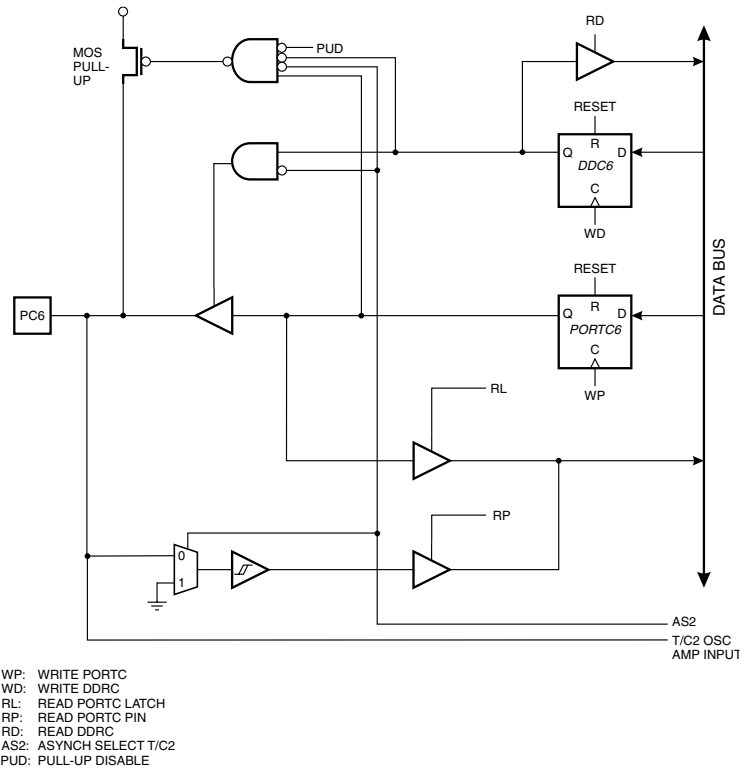 RD
MOS
PULL-
UP
PUD
RESET
R
Q
D
DDC6
C
WD
DATA BUS
RESET
PC6
R
Q
D
PORTC6
C
WP
RL
RP
0
1
AS2
T/C2 OSC
AMP INPUT
WP: WRITE PORTC
WD: WRITE DDRC
RL: READ PORTC LATCH
RP: READ PORTC PIN
RD: READ DDRC
AS2: ASYNCH SELECT T/C2
PUD: PULL-UP DISABLE